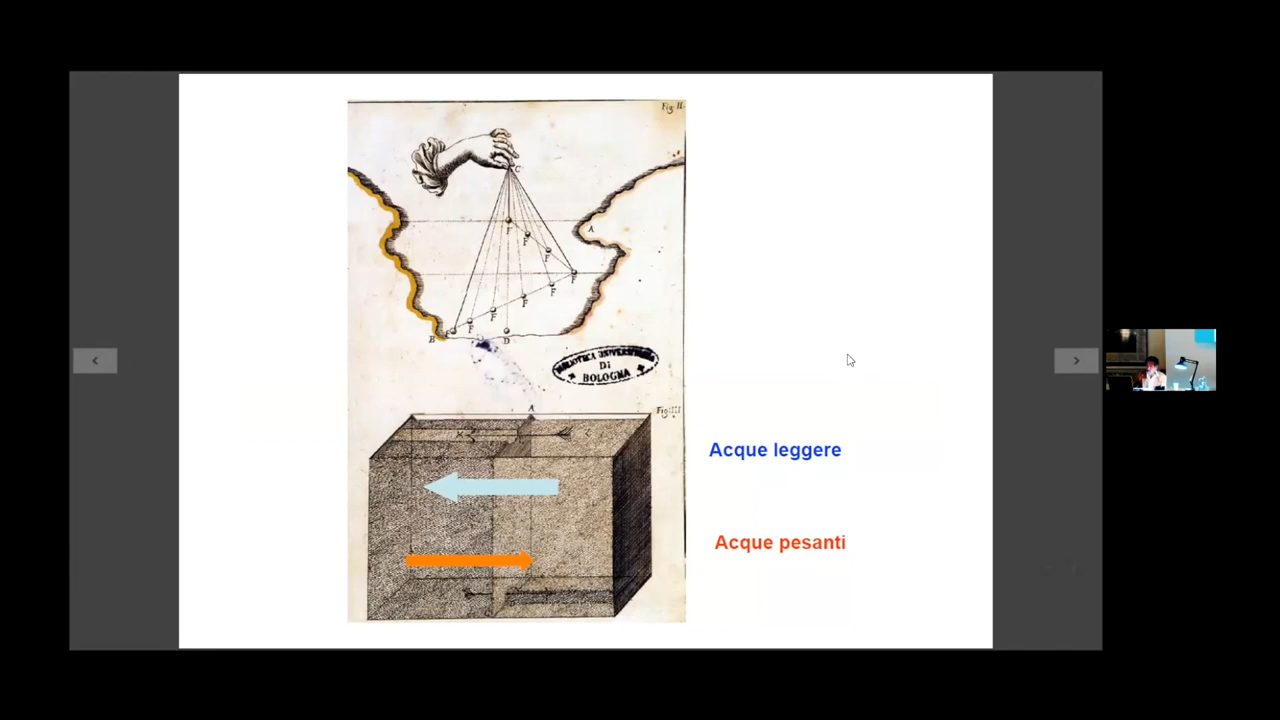 Fig. II.
C
A
F
F
F
F
F
F
F
F
B
D
BIBLIOTECA UNIVERSITARIA
DI
BOLOGNA
A
Fig: III
Acque leggere
Acque pesanti